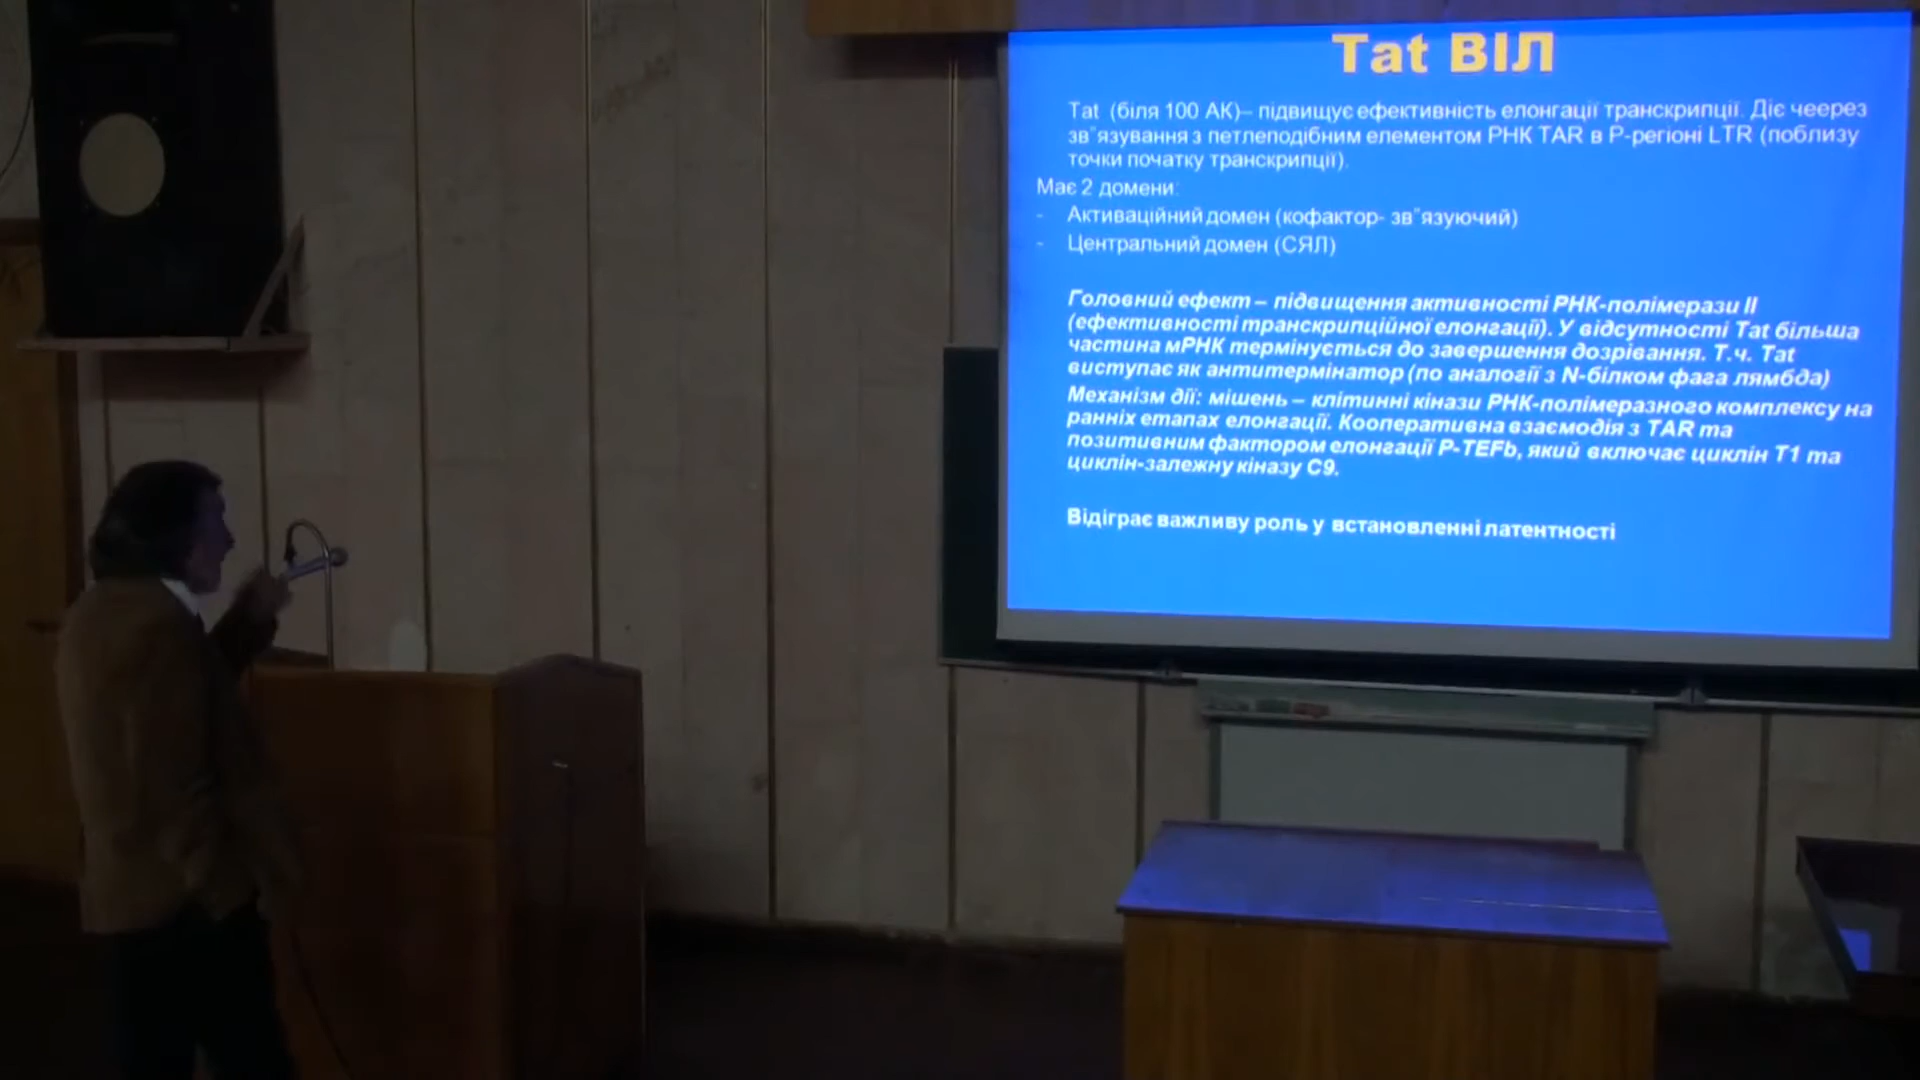 Tat ВІЛ
Tat (біля 100 АК)– підвищує ефективність елонгації транскрипції. Діє чеерез
зв"язування з петлеподібним елементом РНК TAR в Р-регіоні LTR (поблизу
точки початку транскрипції).
Має 2 домени:
- Активаційний домен (кофактор- зв"язуючий)
- Центральний домен (СЯЛ)
Головний ефект – підвищення активності РНК-полімерази II
(ефективності транскрипційної елонгації). У відсутності Tat більша
частина мРНК термінується до завершення дозрівання. Т.ч. Tat
виступає як антитермінатор (по аналогії з N-білком фага лямбда)
Механізм дії: мішень – клітинні кінази РНК-полімеразного комплексу на
ранніх етапах елонгації. Кооперативна взаємодія з TAR та
позитивним фактором елонгації P-TEFb, який включає циклін Т1 та
циклін-залежну кіназу С9.
Відіграє важливу роль у встановленні латентності